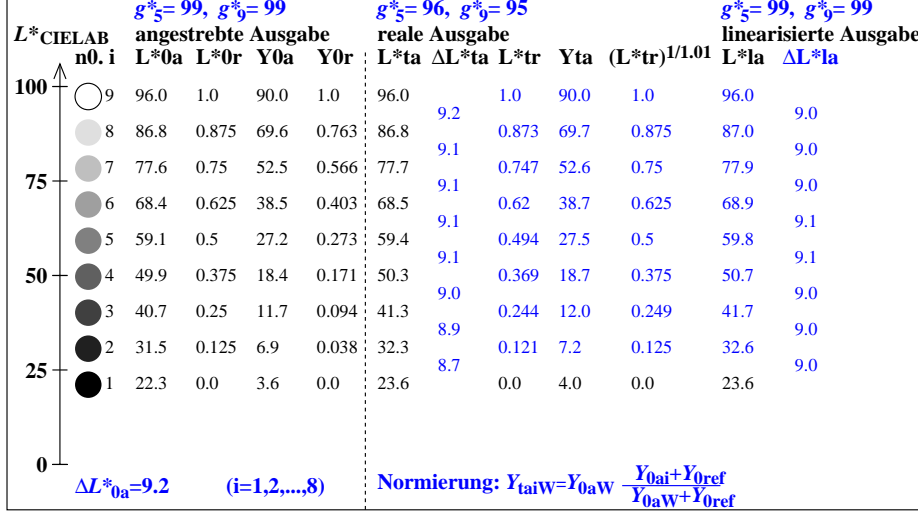 g*5= 99, g*9= 99 g*5= 96, g*9= 95 g*5= 99, g*9= 99
L*CIELAB angestrebte Ausgabe reale Ausgabe linearisierte Ausgabe
n0. i L*0a L*0r Y0a Y0r L*ta ΔL*ta L*tr Yta (L*tr)1/1.01 L*la ΔL*la
100 9 96.0 1.0 90.0 1.0 96.0 1.0 90.0 1.0 96.0
9.2 9.0
8 86.8 0.875 69.6 0.763 86.8 0.873 69.7 0.875 87.0
9.1 9.0
7 77.6 0.75 52.5 0.566 77.7 0.747 52.6 0.75 77.9
75 9.1 9.0
6 68.4 0.625 38.5 0.403 68.5 0.62 38.7 0.625 68.9
9.1 9.1
5 59.1 0.5 27.2 0.273 59.4 0.494 27.5 0.5 59.8
9.1 9.1
50 4 49.9 0.375 18.4 0.171 50.3 0.369 18.7 0.375 50.7
9.0 9.0
3 40.7 0.25 11.7 0.094 41.3 0.244 12.0 0.249 41.7
8.9 9.0
2 31.5 0.125 6.9 0.038 32.3 0.121 7.2 0.125 32.6
25 8.7 9.0
1 22.3 0.0 3.6 0.0 23.6 0.0 4.0 0.0 23.6
0
ΔL*0a=9.2 (i=1,2,...,8) Normierung: YtaiW=Y0aW Y0ai+Y0ref
Y0aW+Y0ref